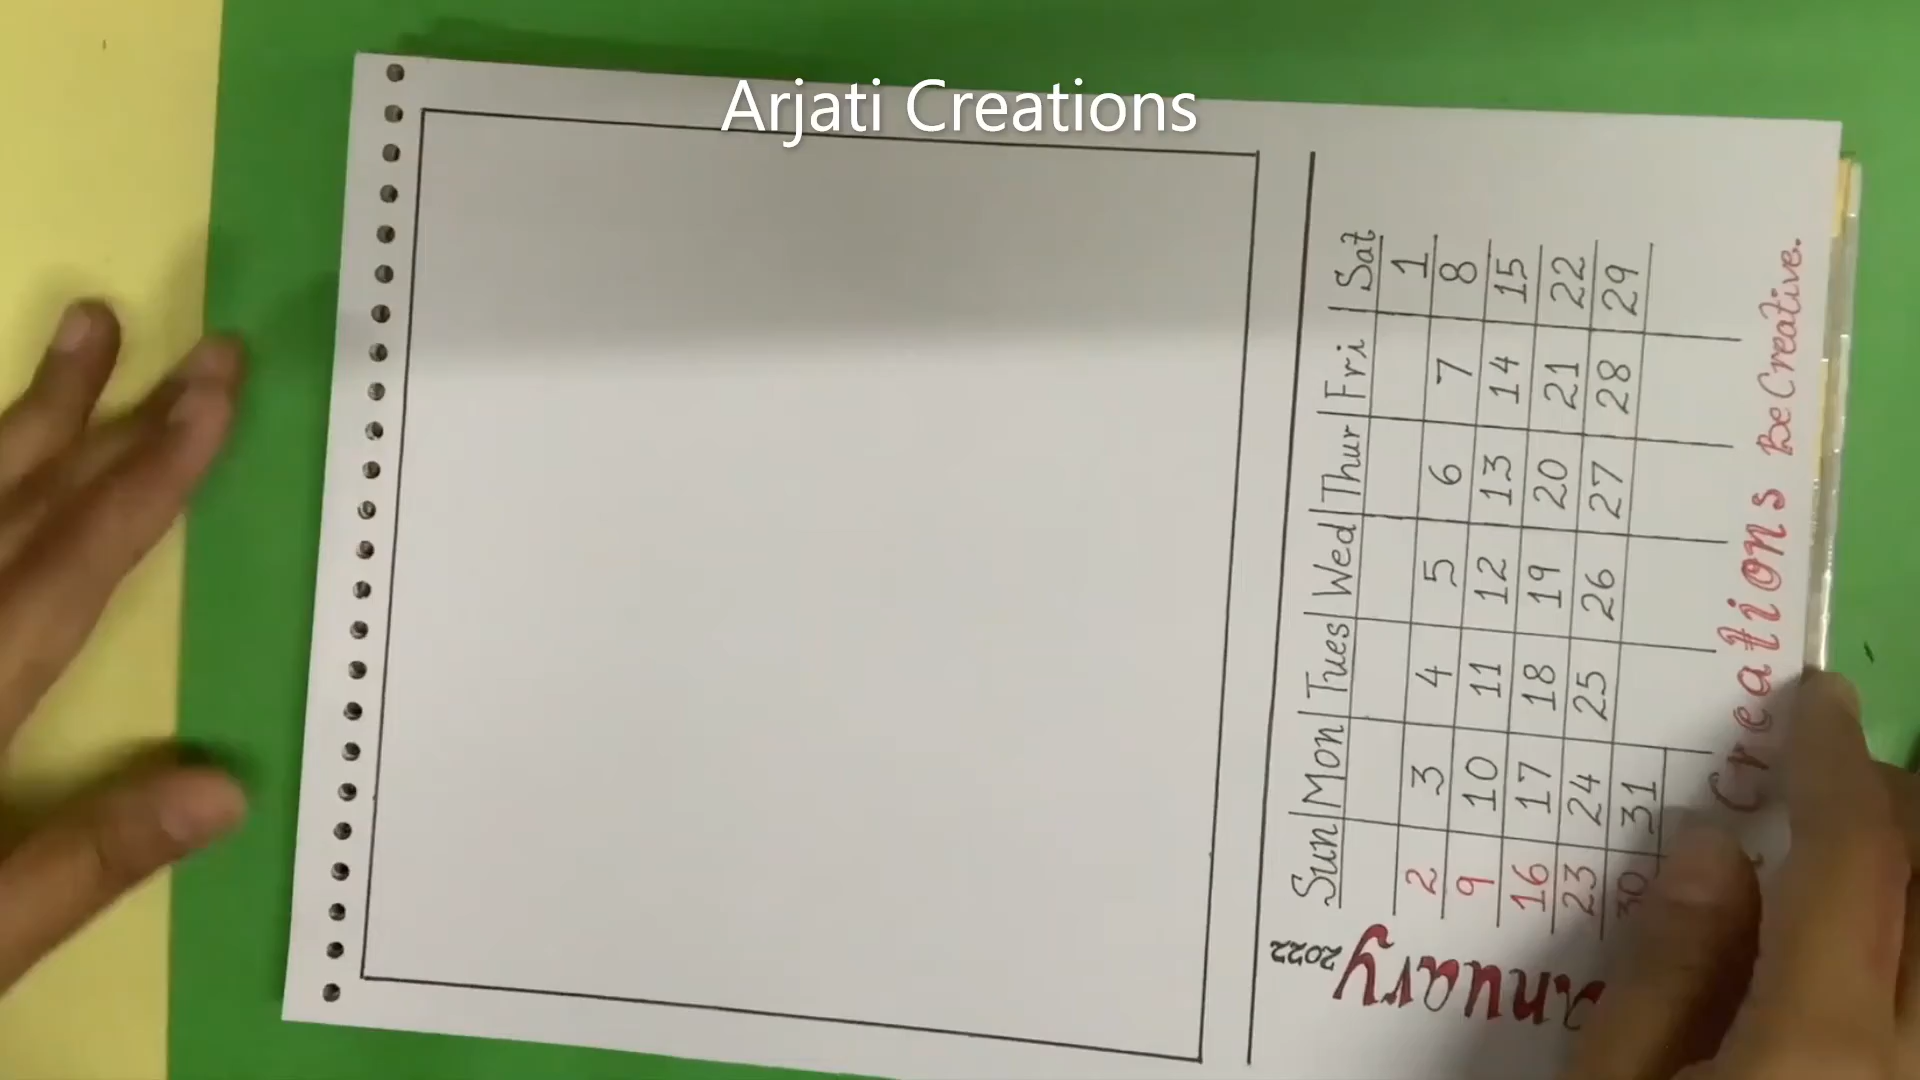 Arjati Creations
Sun Mon Tues Wed Thur Fri Sat
1
2 3 4 5 6 7 8
9 10 11 12 13 14 15
16 17 18 19 20 21 22
23 24 25 26 27 28 29
30 31
2022
Creations Be Creative.